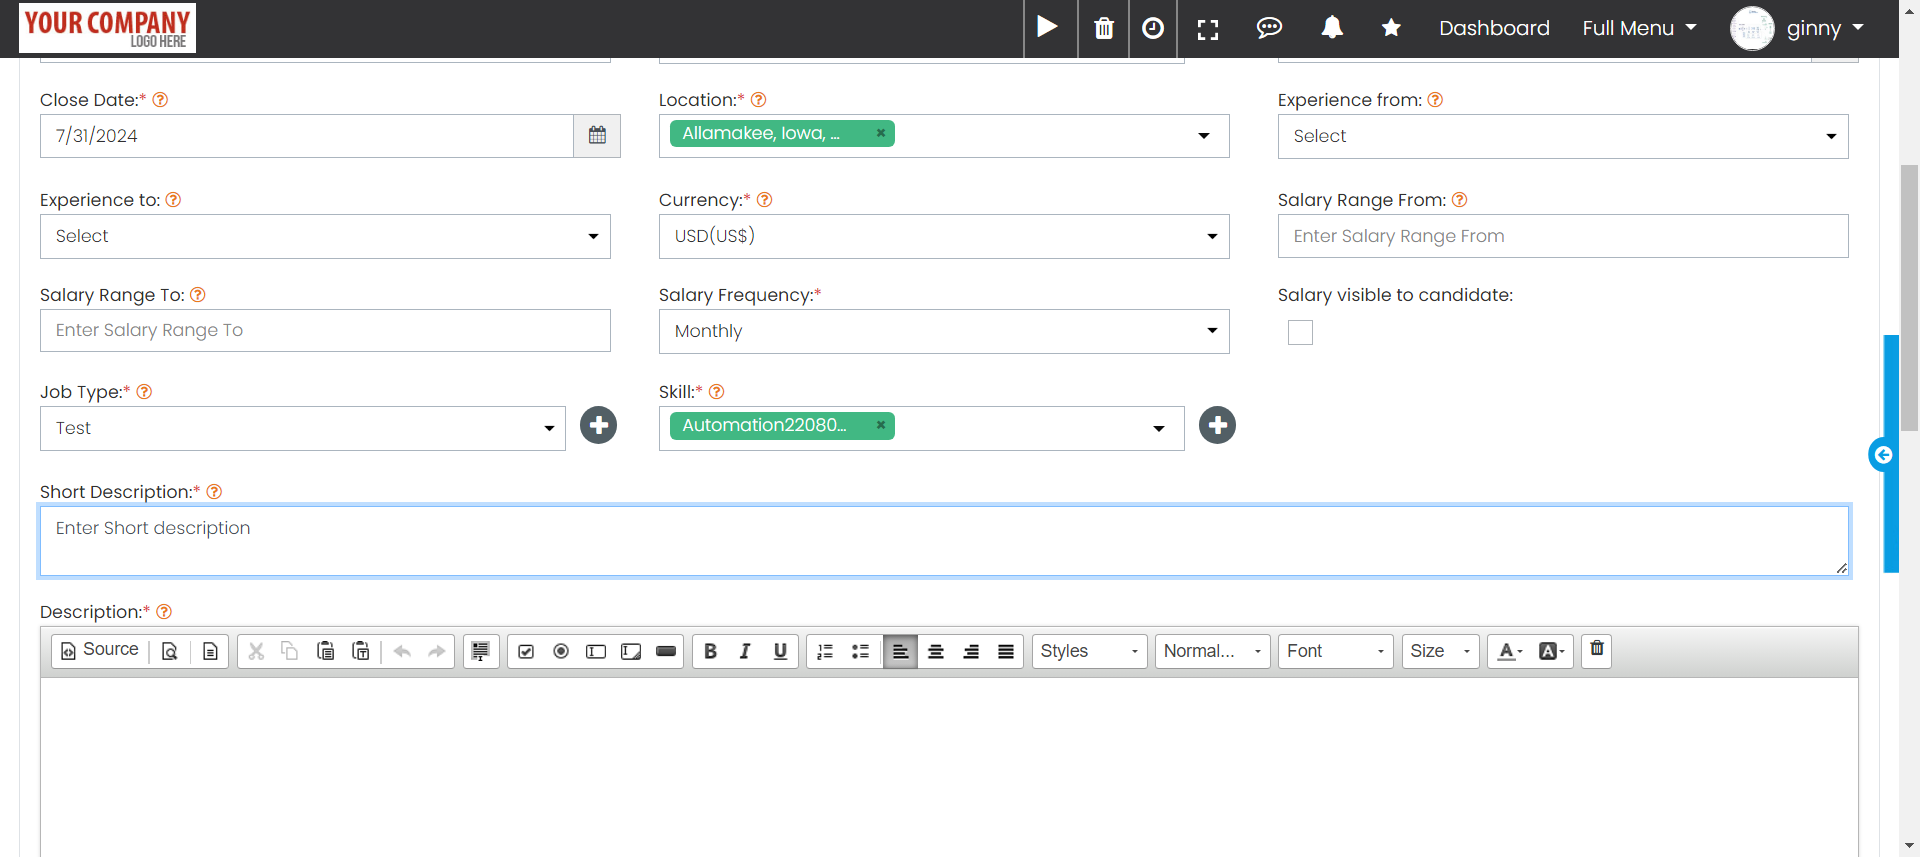 YOUR COMPANY
LOGO HERE
Dashboard
Full Menu
ginny
Close Date:*
7/31/2024
Location:*
Allamakee, Iowa, ...
Experience from:
Select
Experience to:
Select
Currency:*
USD(US$)
Salary Range From:
Enter Salary Range From
Salary Range To:
Enter Salary Range To
Salary Frequency:*
Monthly
Salary visible to candidate:
Job Type:*
Test
Skill:*
Automation22080...
Short Description:*
Enter Short description
Description:*
Source
Styles
Normal...
Font
Size